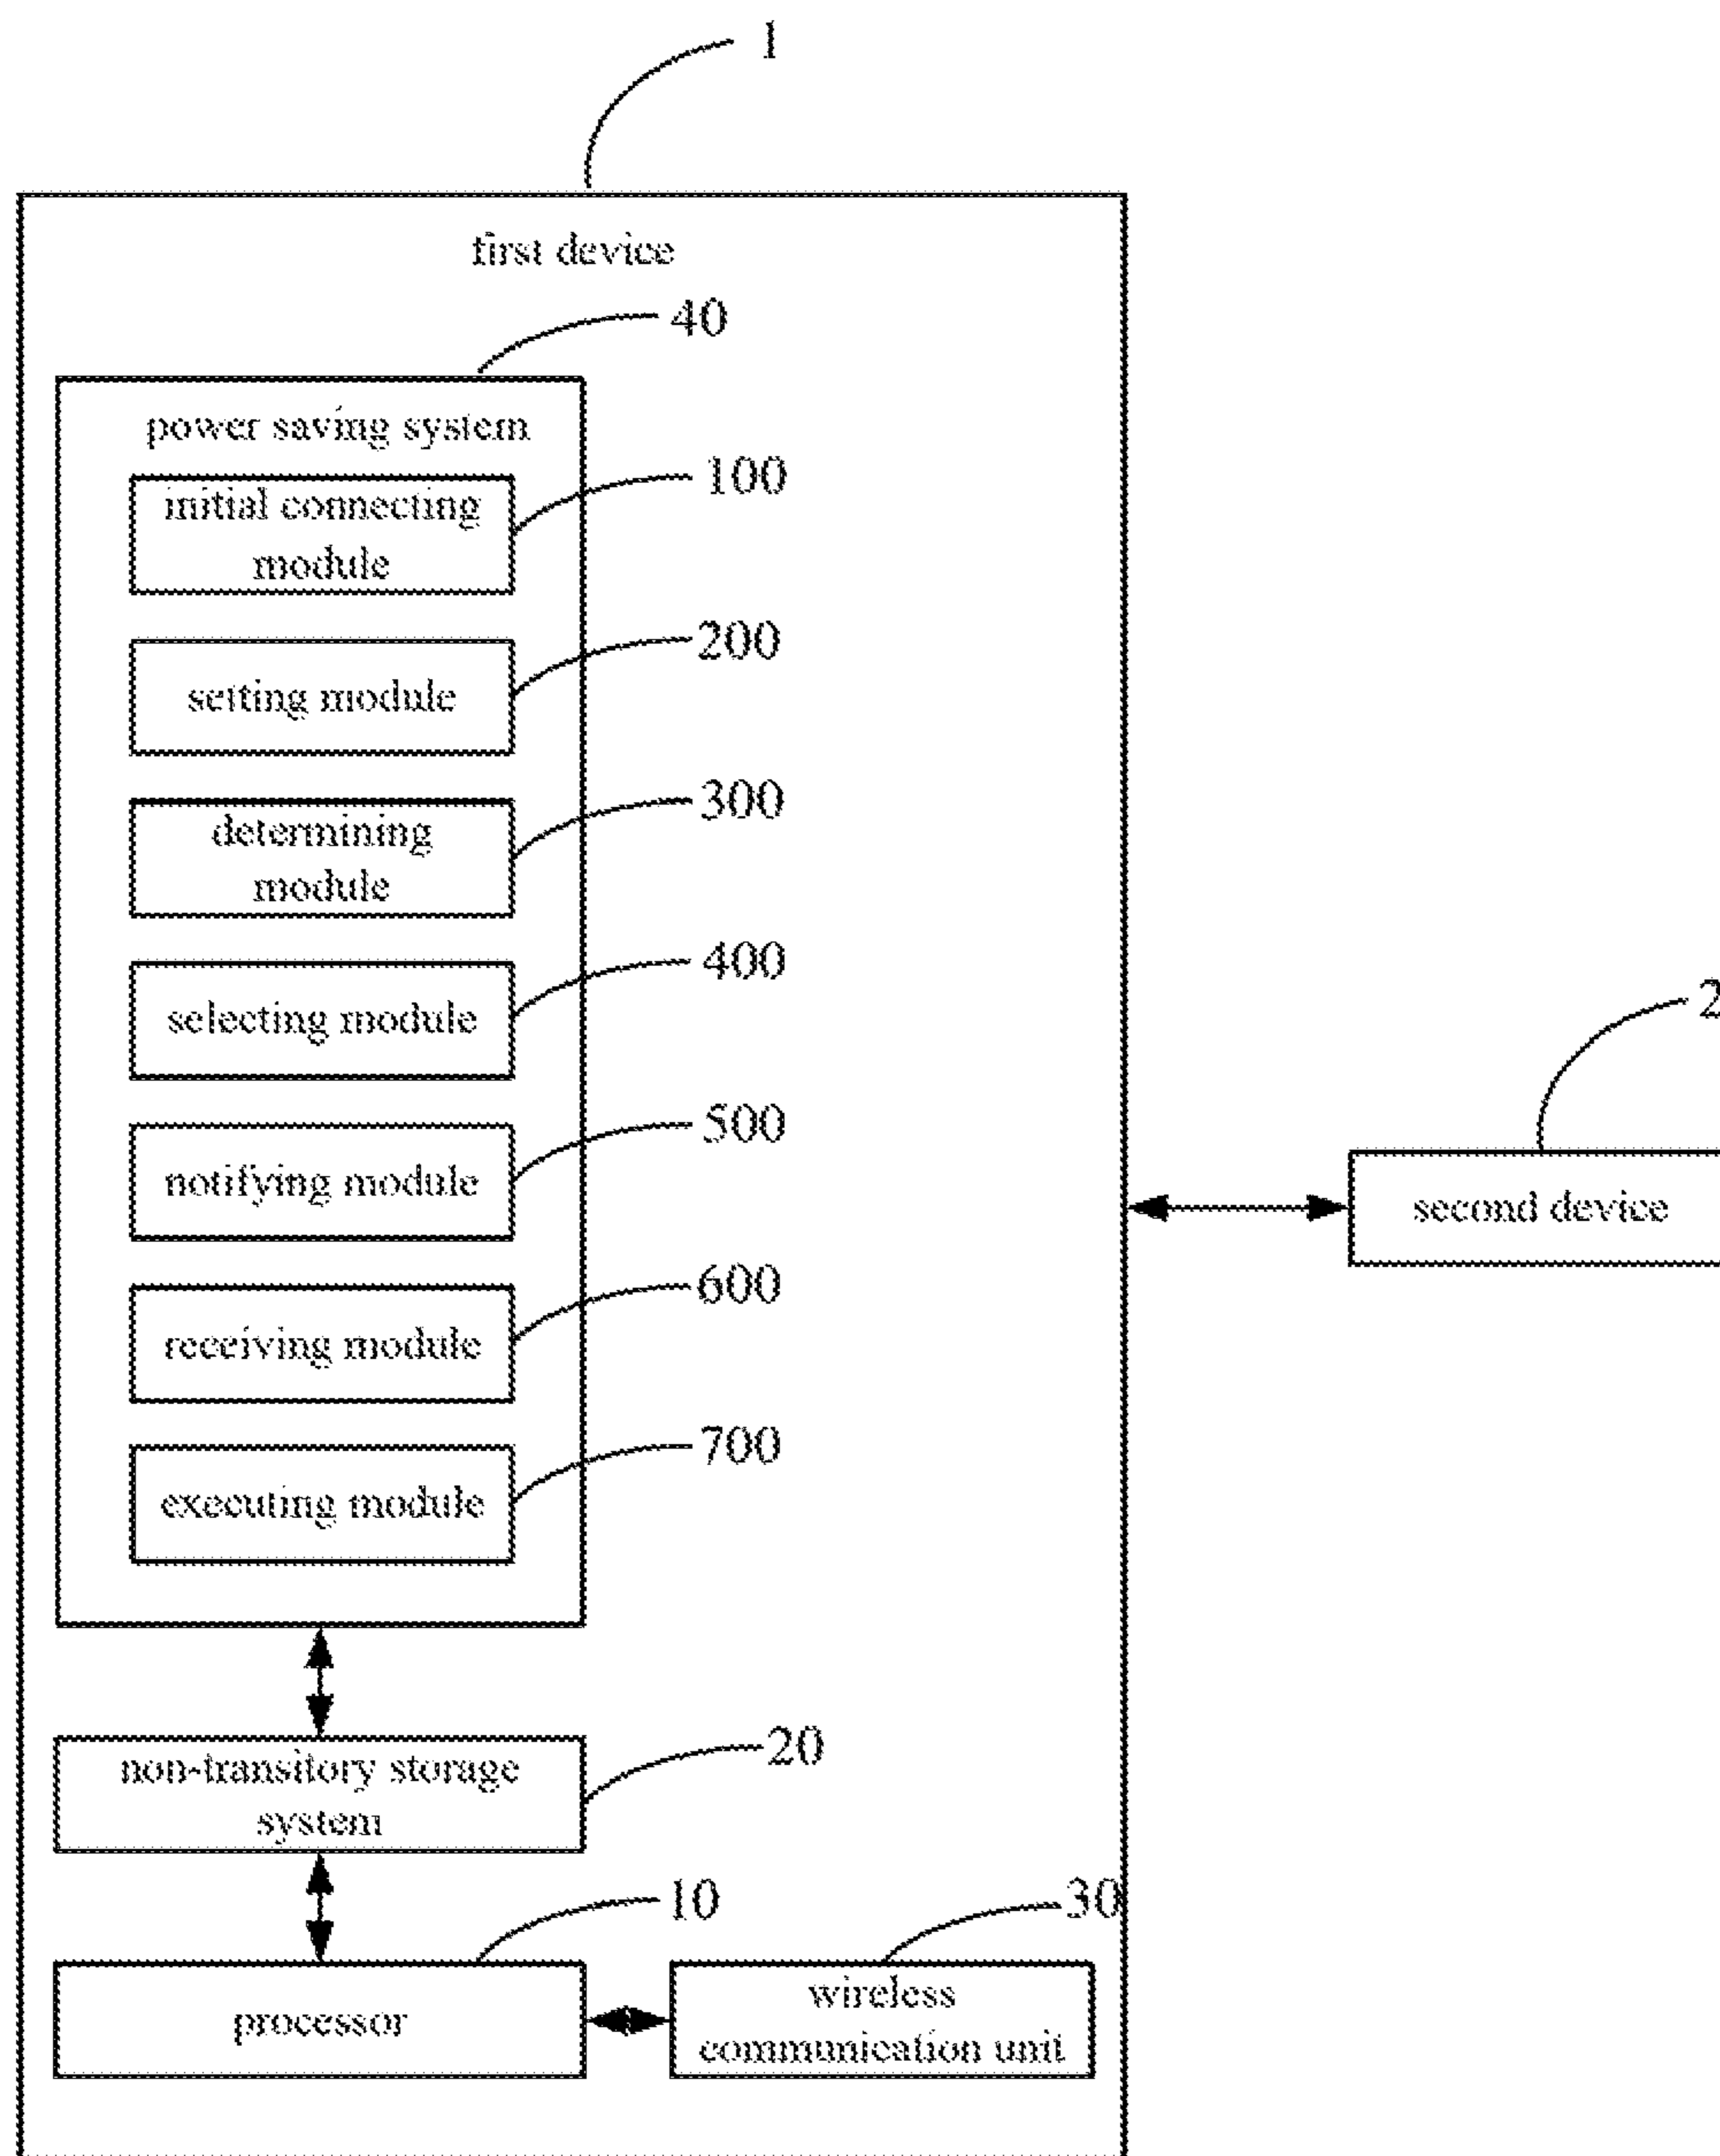 1
first device
40
power saving system
100
initial connecting
module
200
setting module
300
determining
module
400
selecting module
2
500
notifying module
second device
600
receiving module
700
executing module
20
non-transitory storage
system
10
30
processor
wireless
communication unit